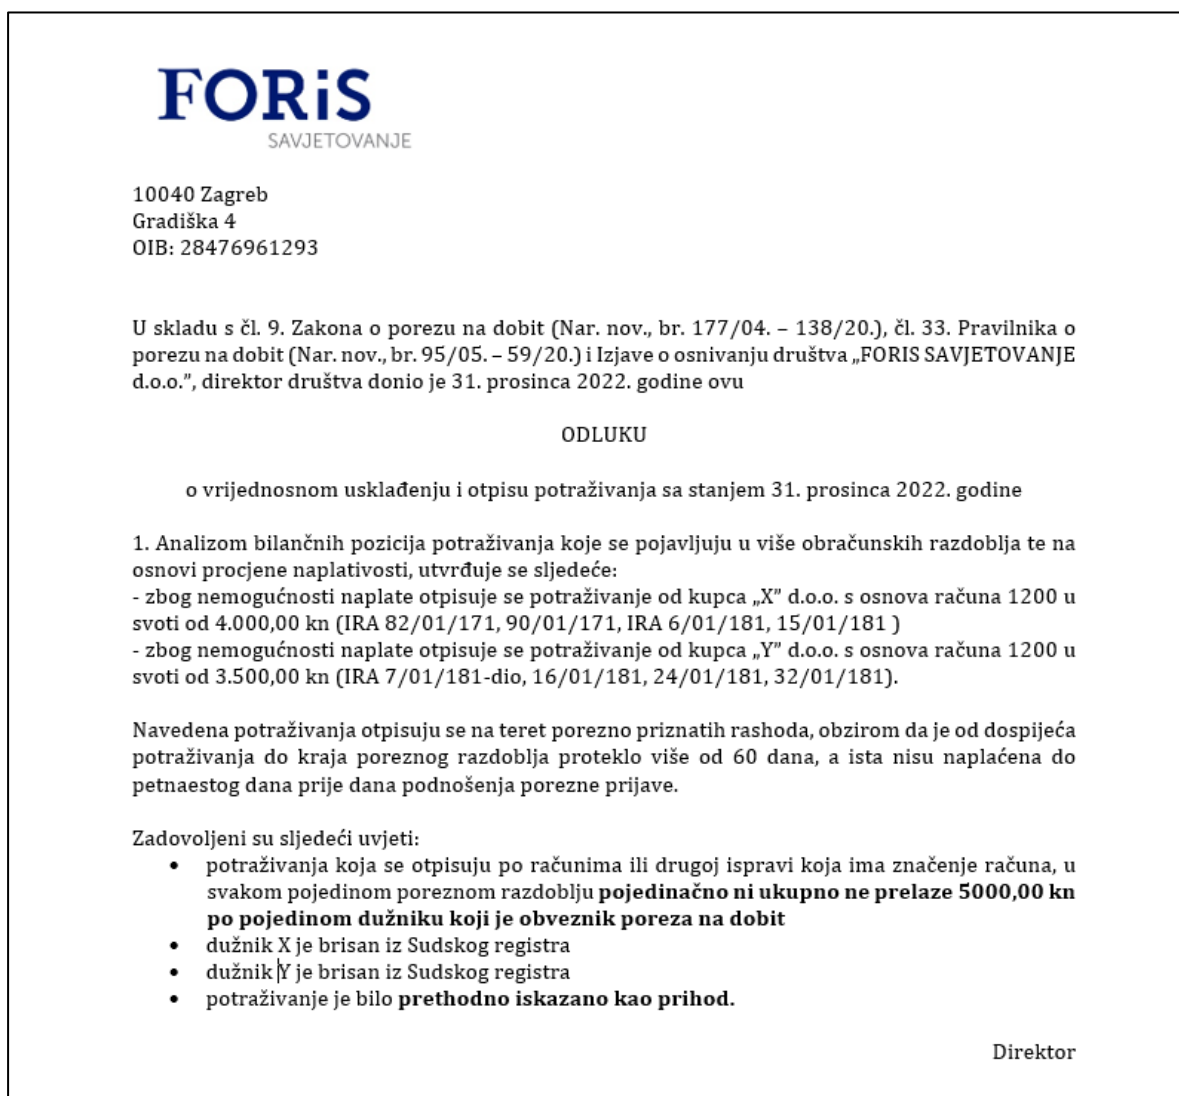 FORiS
SAVJETOVANJE
10040 Zagreb
Gradiška 4
OIB: 28476961293
U skladu s čl. 9. Zakona o porezu na dobit (Nar. nov., br. 177/04. – 138/20.), čl. 33. Pravilnika o
porezu na dobit (Nar. nov., br. 95/05. – 59/20.) i Izjave o osnivanju društva „FORIS SAVJETOVANJE
d.o.o.”, direktor društva donio je 31. prosinca 2022. godine ovu
ODLUKU
o vrijednosnom usklađenju i otpisu potraživanja sa stanjem 31. prosinca 2022. godine
1. Analizom bilančnih pozicija potraživanja koje se pojavljuju u više obračunskih razdoblja te na
osnovi procjene naplativosti, utvrđuje se sljedeće:
- zbog nemogućnosti naplate otpisuje se potraživanje od kupca „X” d.o.o. s osnova računa 1200 u
svoti od 4.000,00 kn (IRA 82/01/171, 90/01/171, IRA 6/01/181, 15/01/181 )
- zbog nemogućnosti naplate otpisuje se potraživanje od kupca „Y” d.o.o. s osnova računa 1200 u
svoti od 3.500,00 kn (IRA 7/01/181-dio, 16/01/181, 24/01/181, 32/01/181).
Navedena potraživanja otpisuju se na teret porezno priznatih rashoda, obzirom da je od dospijeća
potraživanja do kraja poreznog razdoblja proteklo više od 60 dana, a ista nisu naplaćena do
petnaestog dana prije dana podnošenja porezne prijave.
Zadovoljeni su sljedeći uvjeti:
• potraživanja koja se otpisuju po računima ili drugoj ispravi koja ima značenje računa, u
svakom pojedinom poreznom razdoblju pojedinačno ni ukupno ne prelaze 5000,00 kn
po pojedinom dužniku koji je obveznik poreza na dobit
• dužnik X je brisan iz Sudskog registra
• dužnik Y je brisan iz Sudskog registra
• potraživanje je bilo prethodno iskazano kao prihod.
Direktor